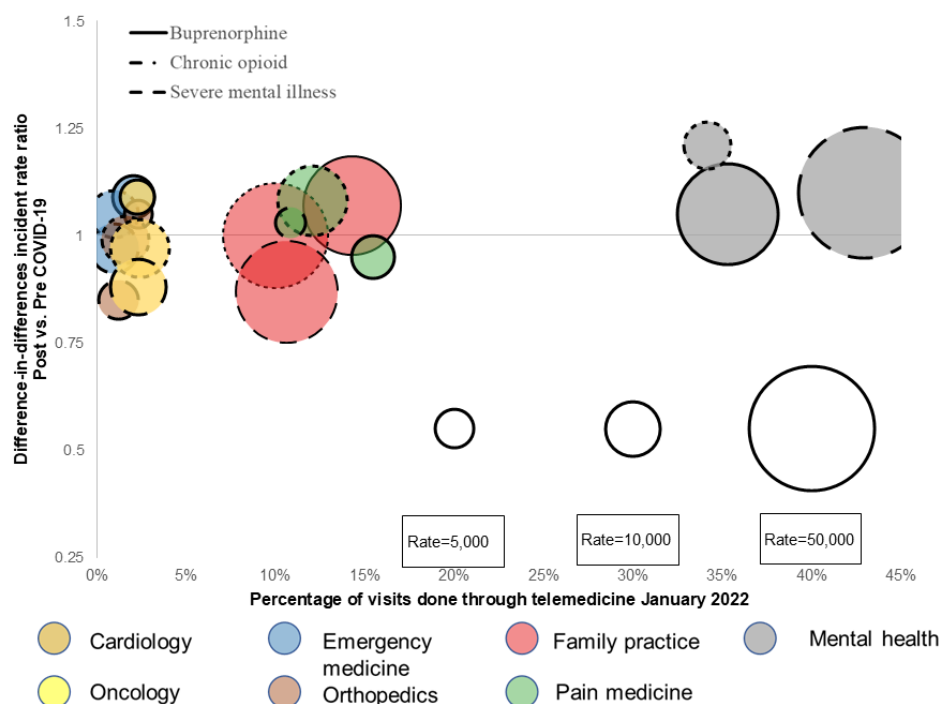 1.5
Buprenorphine
Chronic opioid
Severe mental illness
1.25
1
0.75
0.5
0.25
Difference-in-differences incident rate ratio
Post vs. Pre COVID-19
Rate=5,000
Rate=10,000
Rate=50,000
0% 5% 10% 15% 20% 25% 30% 35% 40% 45%
Percentage of visits done through telemedicine January 2022
Cardiology
Emergency
medicine
Family practice
Mental health
Oncology
Orthopedics
Pain medicine